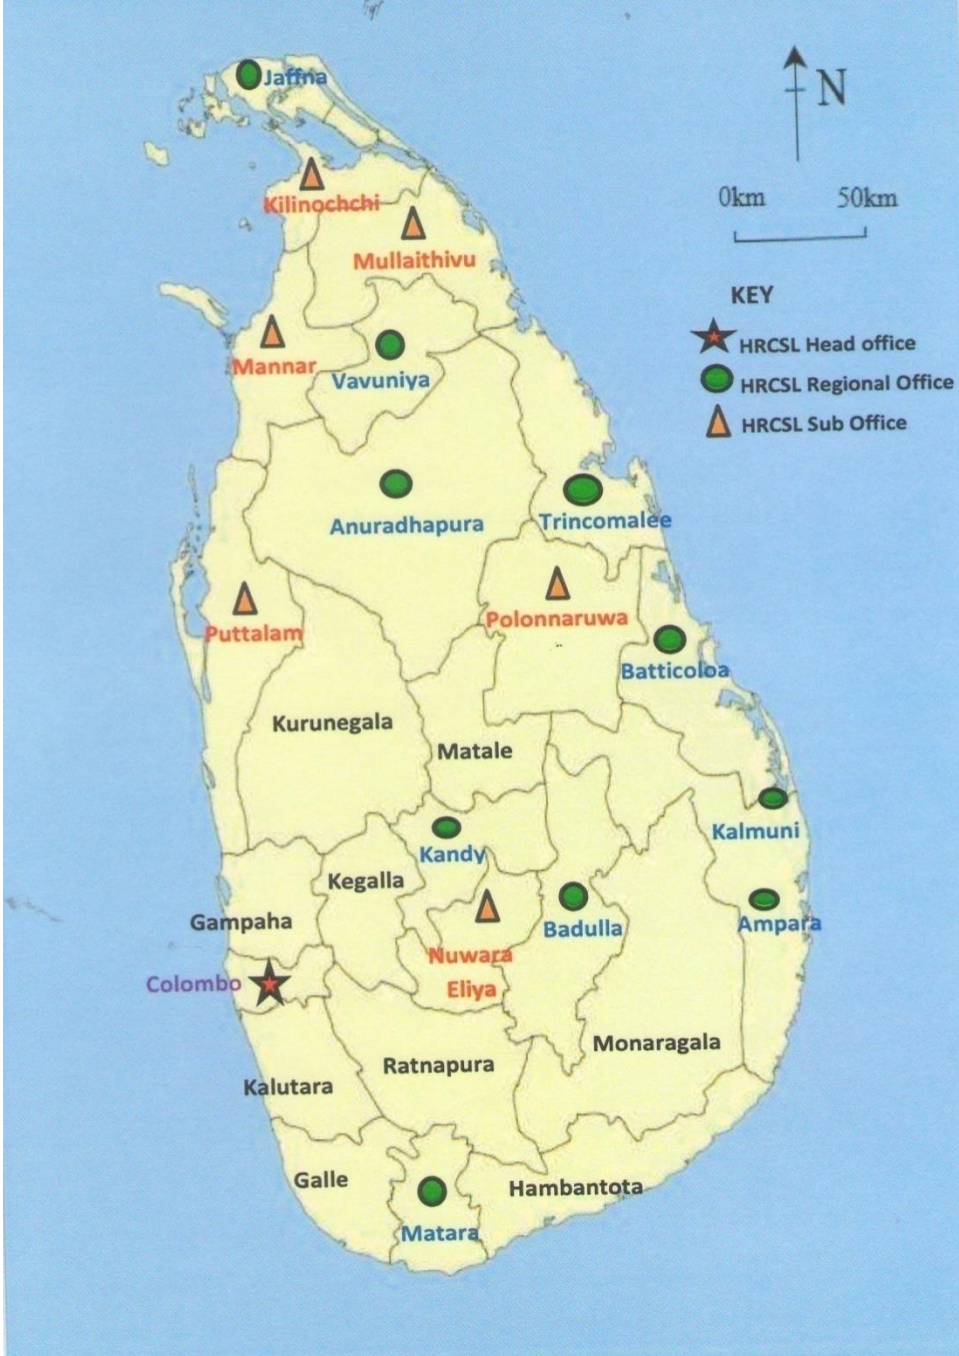 Jaffna
N
Kilinochchi
0km 50km
Mullaithivu
KEY
HRCSL Head office
Mannar
Vavuniya
HRCSL Regional Office
HRCSL Sub Office
Anuradhapura
Trincomalee
Puttalam
Polonnaruwa
Batticoloa
Kurunegala
Matale
Kalmuni
Kandy
Kegalla
Gampaha
Badulla
Ampara
Nuwara
Eliya
Colombo
Monaragala
Ratnapura
Kalutara
Galle
Hambantota
Matara